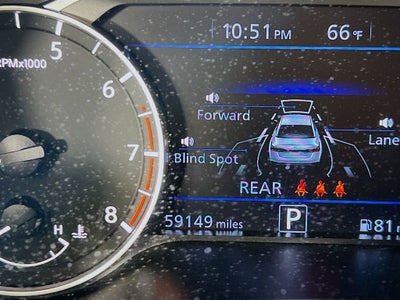 10:51 PM 66 °F
5
RPMx1000
6
Forward
Lane
7
Blind Spot
REAR
8
59149 miles P 81
H